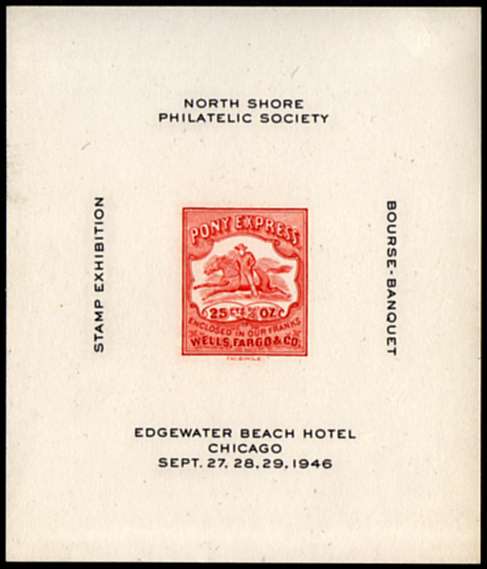 NORTH SHORE
PHILATELIC SOCIETY
STAMP EXHIBITION
BOURSE-BANQUET
PONY EXPRESS
25 CTS ½ OZ.
ENCLOSED IN OUR FRANKS
WELLS, FARGO & CO.
FACSIMILE
EDGEWATER BEACH HOTEL
CHICAGO
SEPT. 27, 28, 29, 1946